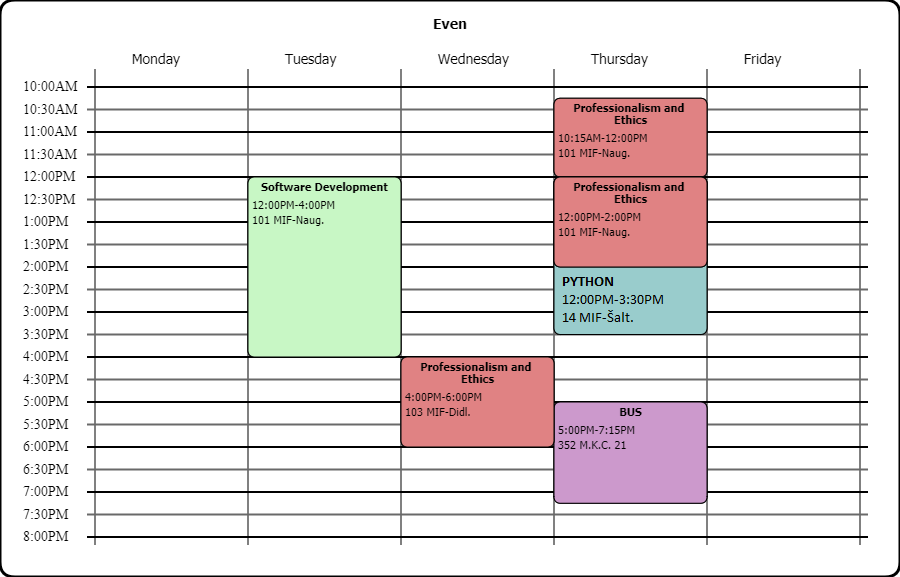 Even
Monday Tuesday Wednesday Thursday Friday
10:00AM
10:30AM
11:00AM
11:30AM
12:00PM
12:30PM
1:00PM
1:30PM
2:00PM
2:30PM
3:00PM
3:30PM
4:00PM
4:30PM
5:00PM
5:30PM
6:00PM
6:30PM
7:00PM
7:30PM
8:00PM
Software Development
12:00PM-4:00PM
101 MIF-Naug.
Professionalism and
Ethics
4:00PM-6:00PM
103 MIF-Didl.
Professionalism and
Ethics
10:15AM-12:00PM
101 MIF-Naug.
Professionalism and
Ethics
12:00PM-2:00PM
101 MIF-Naug.
PYTHON
12:00PM-3:30PM
14 MIF-Šalt.
BUS
5:00PM-7:15PM
352 M.K.C. 21